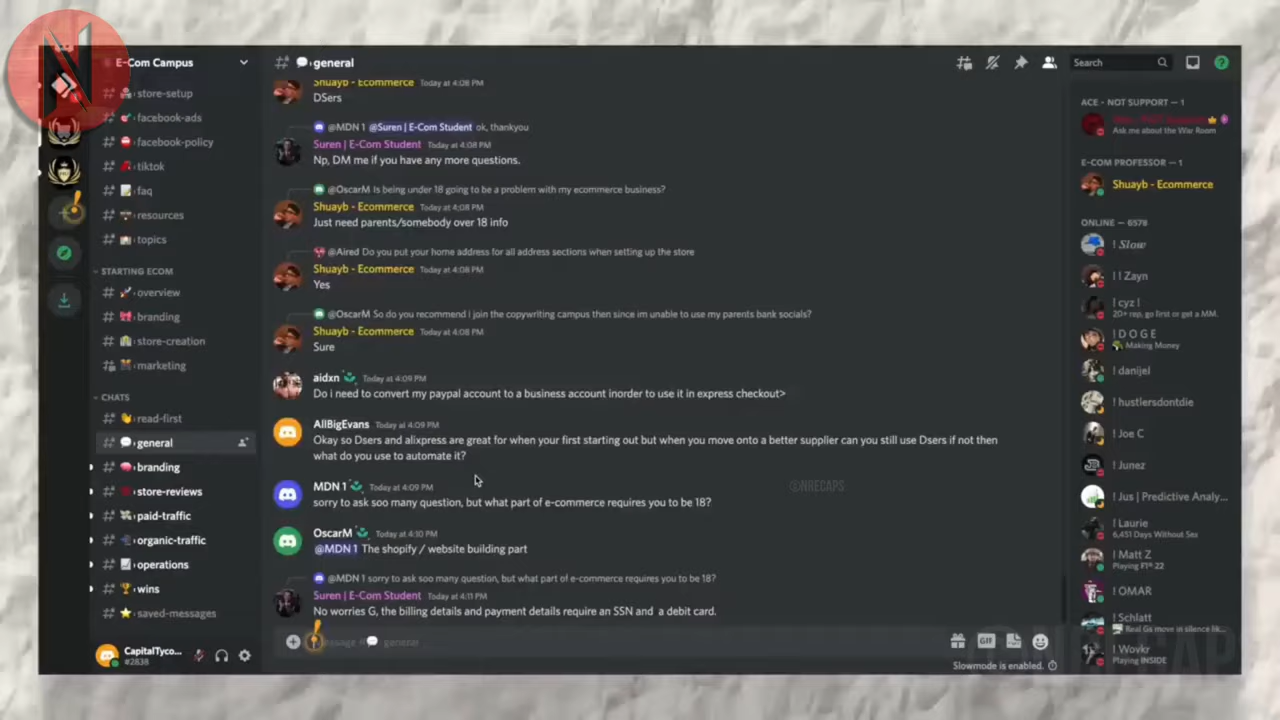 E-Com Campus
store-setup
facebook-ads
facebook-policy
tiktok
faq
resources
topics
STARTING ECOM
overview
branding
store-creation
marketing
CHATS
read-first
general
branding
store-reviews
paid-traffic
organic-traffic
operations
wins
saved-messages
CapitalTyco...
#2838
general
Shuayb - Ecommerce Today at 4:08 PM
DSers
@MDN 1 @Suren | E-Com Student ok, thankyou
Suren | E-Com Student Today at 4:08 PM
Np, DM me if you have any more questions.
@OscarM Is being under 18 going to be a problem with my ecommerce business?
Shuayb - Ecommerce Today at 4:08 PM
Just need parents/somebody over 18 info
@Aired Do you put your home address for all address sections when setting up the store
Shuayb - Ecommerce Today at 4:08 PM
Yes
@OscarM So do you recommend i join the copywriting campus then since im unable to use my parents bank socials?
Shuayb - Ecommerce Today at 4:08 PM
Sure
aidxn Today at 4:09 PM
Do i need to convert my paypal account to a business account inorder to use it in express checkout>
AllBigEvans Today at 4:09 PM
Okay so Dsers and alixpress are great for when your first starting out but when you move onto a better supplier can you still use Dsers if not then
what do you use to automate it?
MDN 1 Today at 4:09 PM
sorry to ask soo many question, but what part of e-commerce requires you to be 18?
OscarM Today at 4:10 PM
@MDN 1 The shopify / website building part
@MDN 1 sorry to ask soo many question, but what part of e-commerce requires you to be 18?
Suren | E-Com Student Today at 4:11 PM
No worries G, the billing details and payment details require an SSN and a debit card.
Message # general
GIF
Slowmode is enabled.
@NRECAPS
Search
ACE - NOT SUPPORT — 1
Ask me about the War Room
E-COM PROFESSOR — 1
Shuayb - Ecommerce
ONLINE — 6578
! Slow
! ! Zayn
! cyz !
20+ rep, go first or get a MM.
! D O G E
Making Money
! danijel
! hustlersdontdie
! Joe C
! Junez
! Jus | Predictive Analy...
! Laurie
6,451 Days Without Sex
! Matt Z
Playing F1® 22
! OMAR
! Schlatt
Real Gs move in silence lik...
! Wovkr
Playing INSIDE